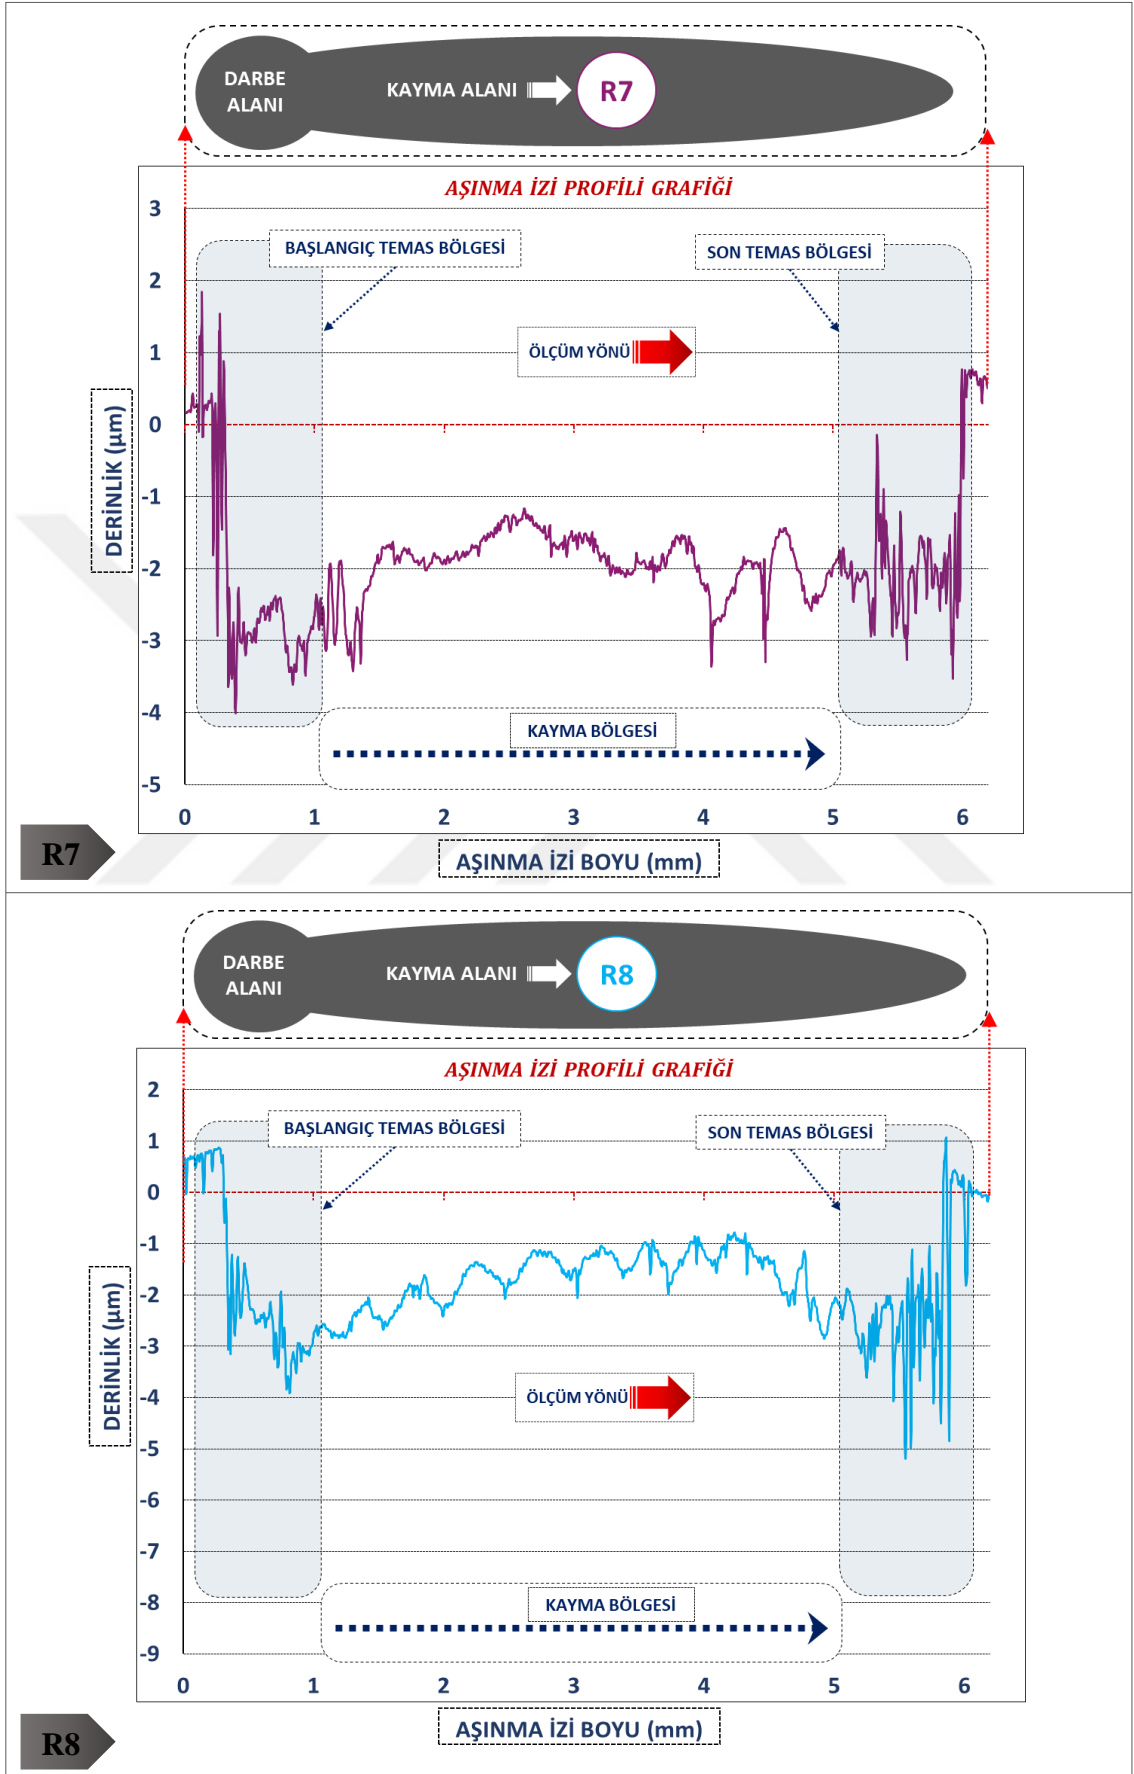 DARBE
ALANI
KAYMA ALANI
R7
AŞINMA İZİ PROFİLİ GRAFİĞİ
3
BAŞLANGIÇ TEMAS BÖLGESİ
SON TEMAS BÖLGESİ
2
1
ÖLÇÜM YÖNÜ
0
DERİNLİK (µm)
-1
-2
-3
-4
KAYMA BÖLGESİ
-5
0 1 2 3 4 5 6
R7
AŞINMA İZİ BOYU (mm)
DARBE
ALANI
KAYMA ALANI
R8
AŞINMA İZİ PROFİLİ GRAFİĞİ
2
BAŞLANGIÇ TEMAS BÖLGESİ
SON TEMAS BÖLGESİ
1
0
-1
-2
DERİNLİK (µm)
-3
-4
ÖLÇÜM YÖNÜ
-5
-6
-7
-8
KAYMA BÖLGESİ
-9
0 1 2 3 4 5 6
AŞINMA İZİ BOYU (mm)
R8